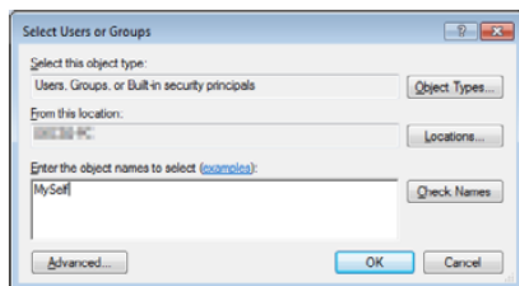 Select Users or Groups
Select this object type:
Users, Groups, or Built-in security principals
Object Types...
From this location:
Locations...
Enter the object names to select (examples):
MySelf
Check Names
Advanced...
OK
Cancel